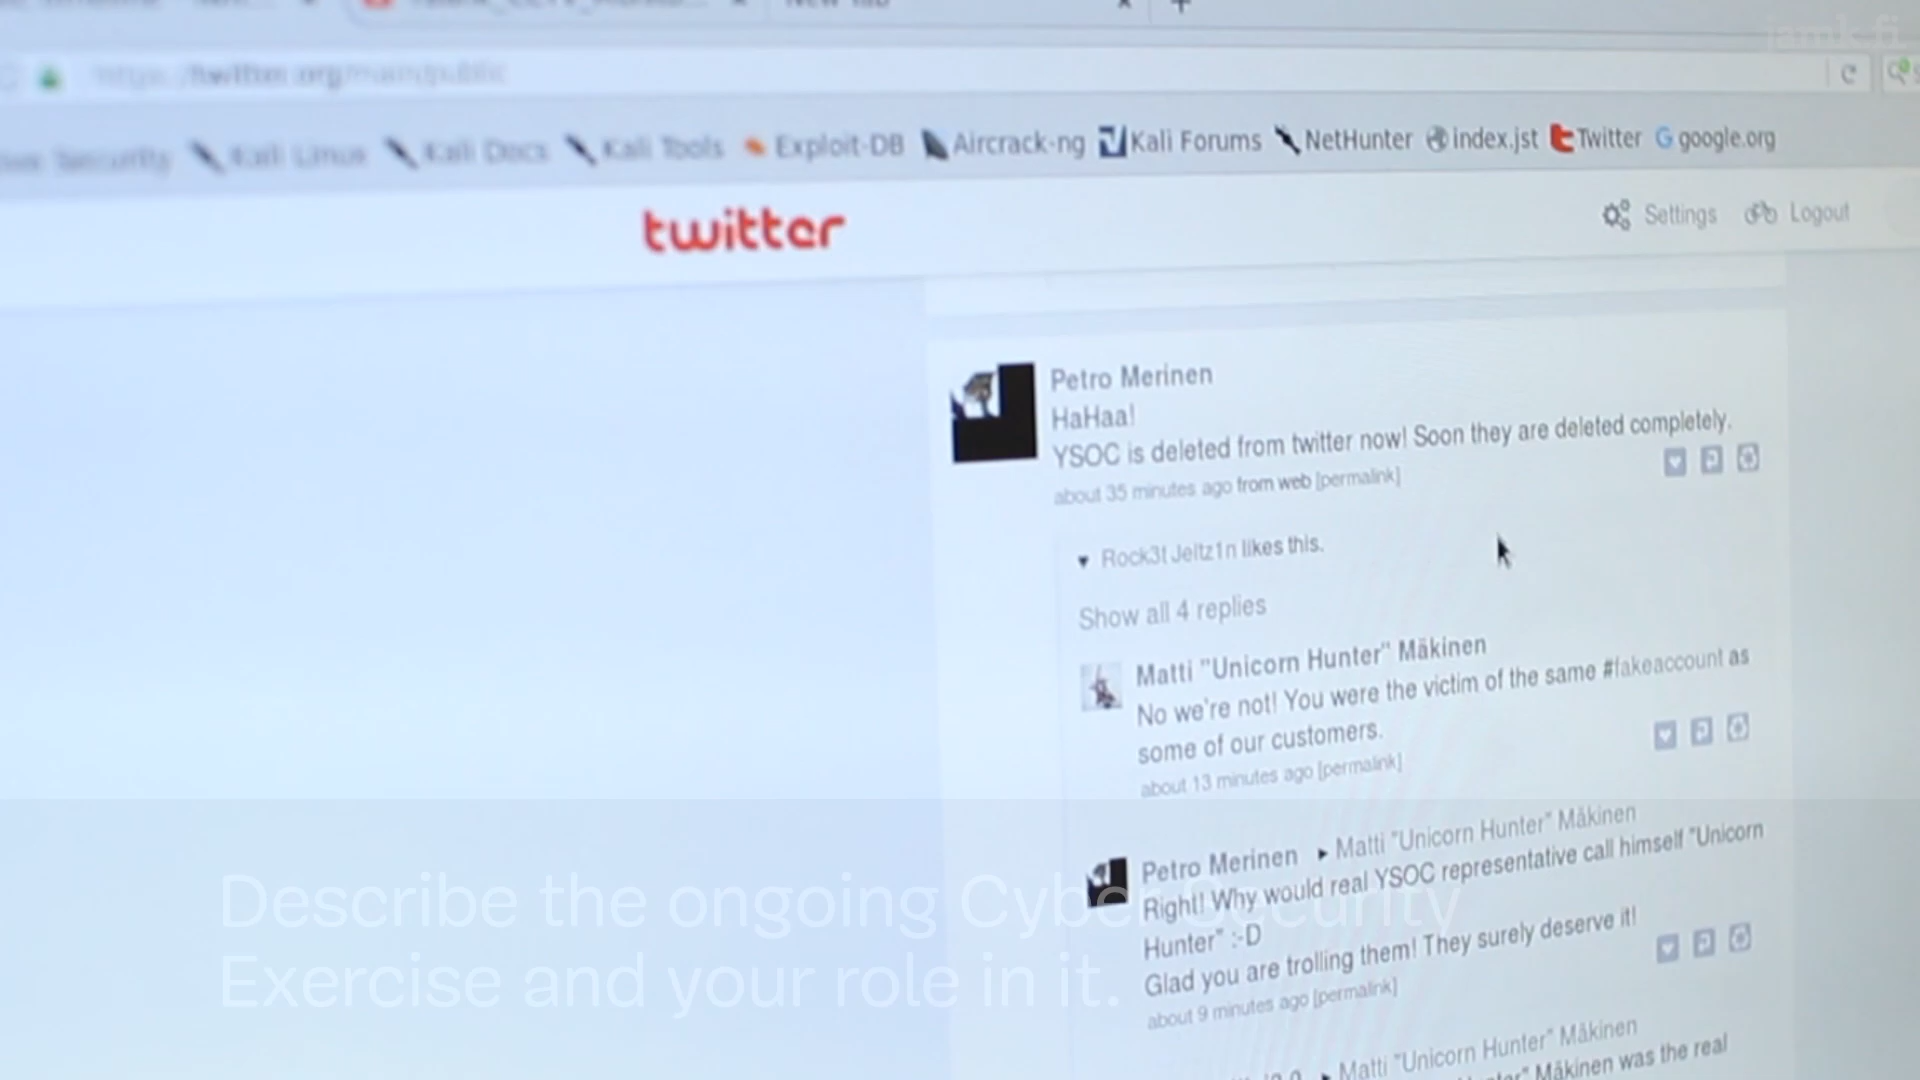 New Tab
jamk.fi
https://twitter.org/main/public
Security Kali Linux Kali Docs Kali Tools Exploit-DB Aircrack-ng Kali Forums NetHunter index.jst Twitter google.org
twitter
Settings Logout
Petro Merinen
HaHaa!
YSOC is deleted from twitter now! Soon they are deleted completely.
about 35 minutes ago from web [permalink]
Rock3t Jeitz1n likes this.
Show all 4 replies
Matti "Unicorn Hunter" Mäkinen
No we're not! You were the victim of the same #fakeaccount as
some of our customers.
about 13 minutes ago [permalink]
Petro Merinen ▸ Matti "Unicorn Hunter" Mäkinen
Right! Why would real YSOC representative call himself "Unicorn
Hunter" :-D
Glad you are trolling them! They surely deserve it!
about 9 minutes ago [permalink]
Matti "Unicorn Hunter" Mäkinen
Mäkinen was the real
Describe the ongoing Cyber Security
Exercise and your role in it.